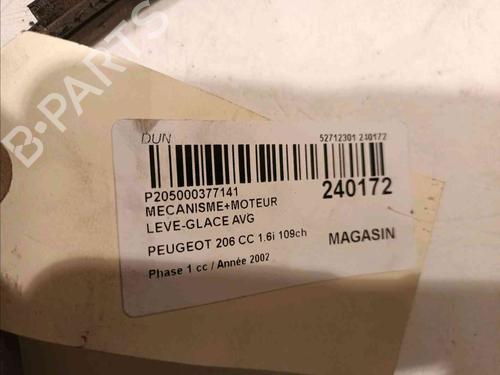 B-PARTS
DUN
52712301 240172
P205000377141
240172
MECANISME+MOTEUR
LEVE-GLACE AVG
PEUGEOT 206 CC 1.6i 109ch
MAGASIN
Phase 1 cc / Année 2002